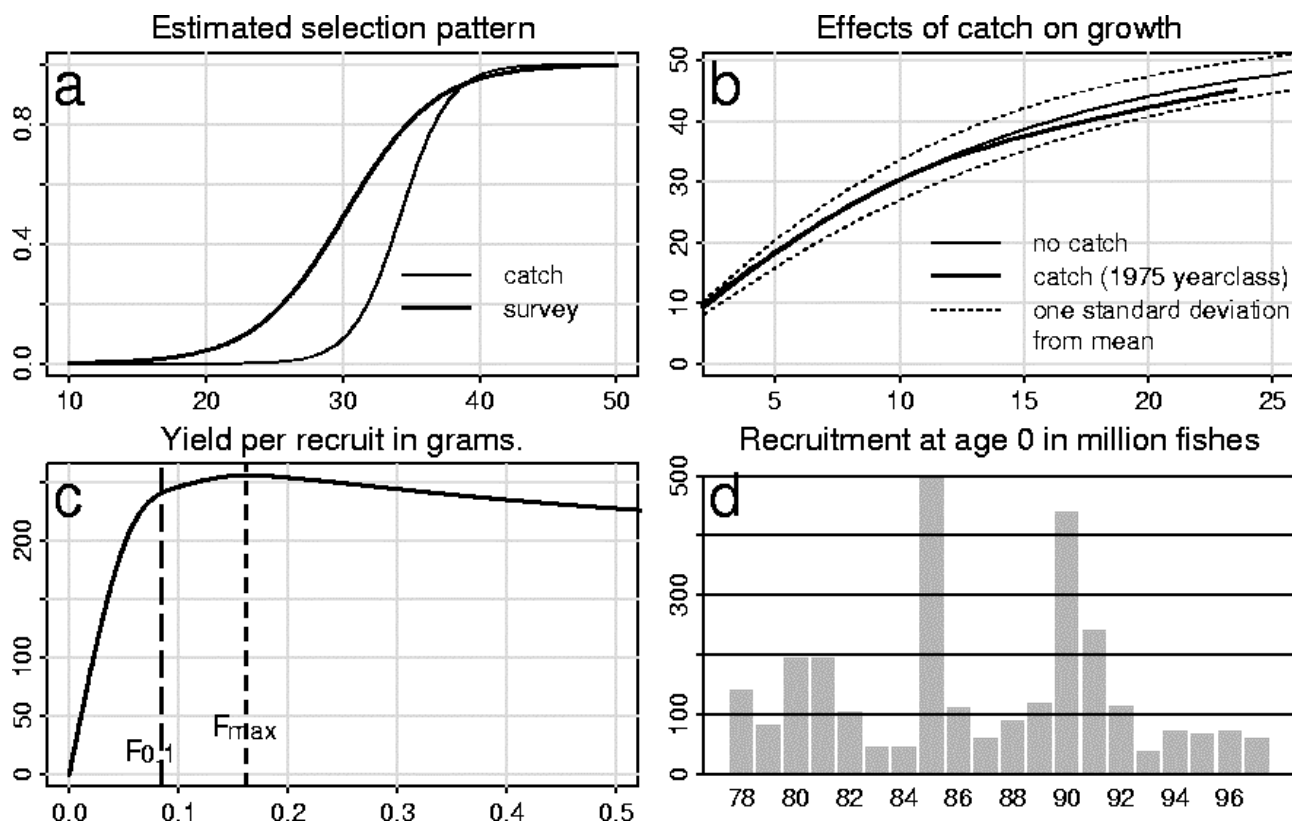 Estimated selection pattern
a
0.8
0.4
0.0
catch
survey
10 20 30 40 50
Effects of catch on growth
b
50
40
30
20
10
0
no catch
catch (1975 yearclass)
one standard deviation
from mean
5 10 15 20 25
Yield per recruit in grams.
c
200
100
50
0
F0.1
Fmax
0.0 0.1 0.2 0.3 0.4 0.5
Recruitment at age 0 in million fishes
d
500
300
100
0
78 80 82 84 86 88 90 92 94 96